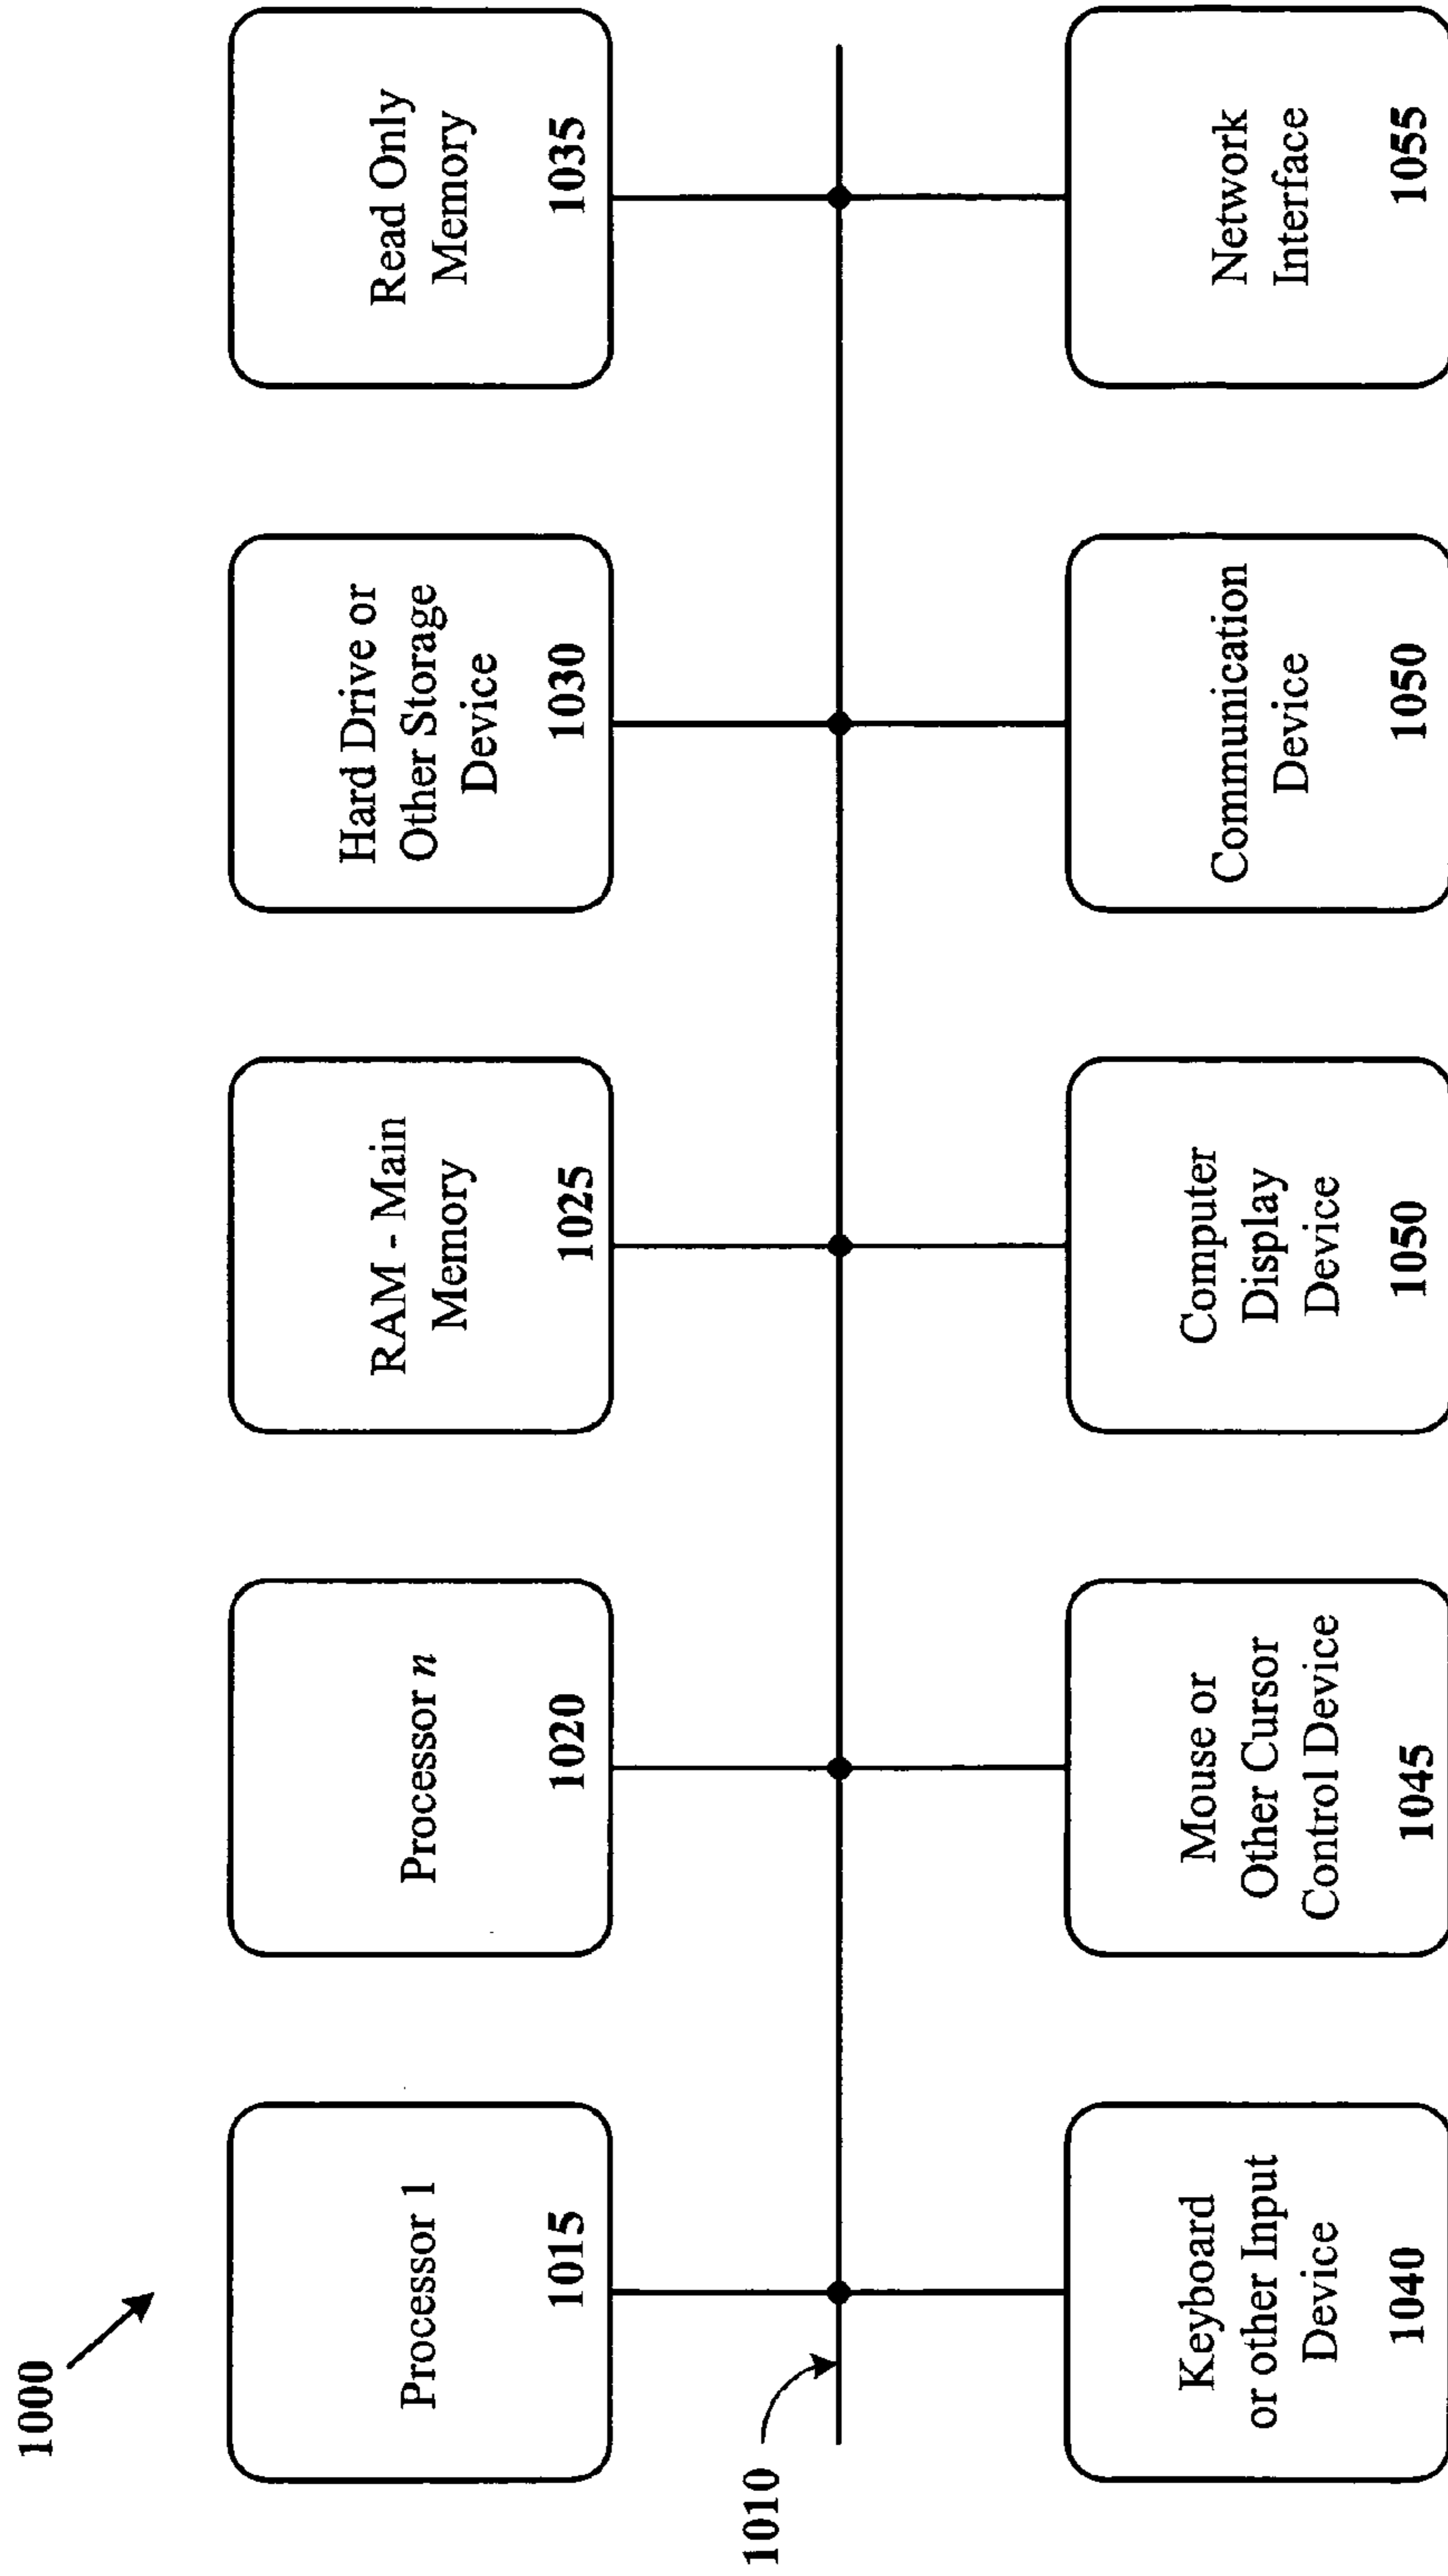 1000
Processor 1
1015
Processor n
1020
RAM - Main
Memory
1025
Hard Drive or
Other Storage
Device
1030
Read Only
Memory
1035
1010
Keyboard
or other Input
Device
1040
Mouse or
Other Cursor
Control Device
1045
Computer
Display
Device
1050
Communication
Device
1050
Network
Interface
1055